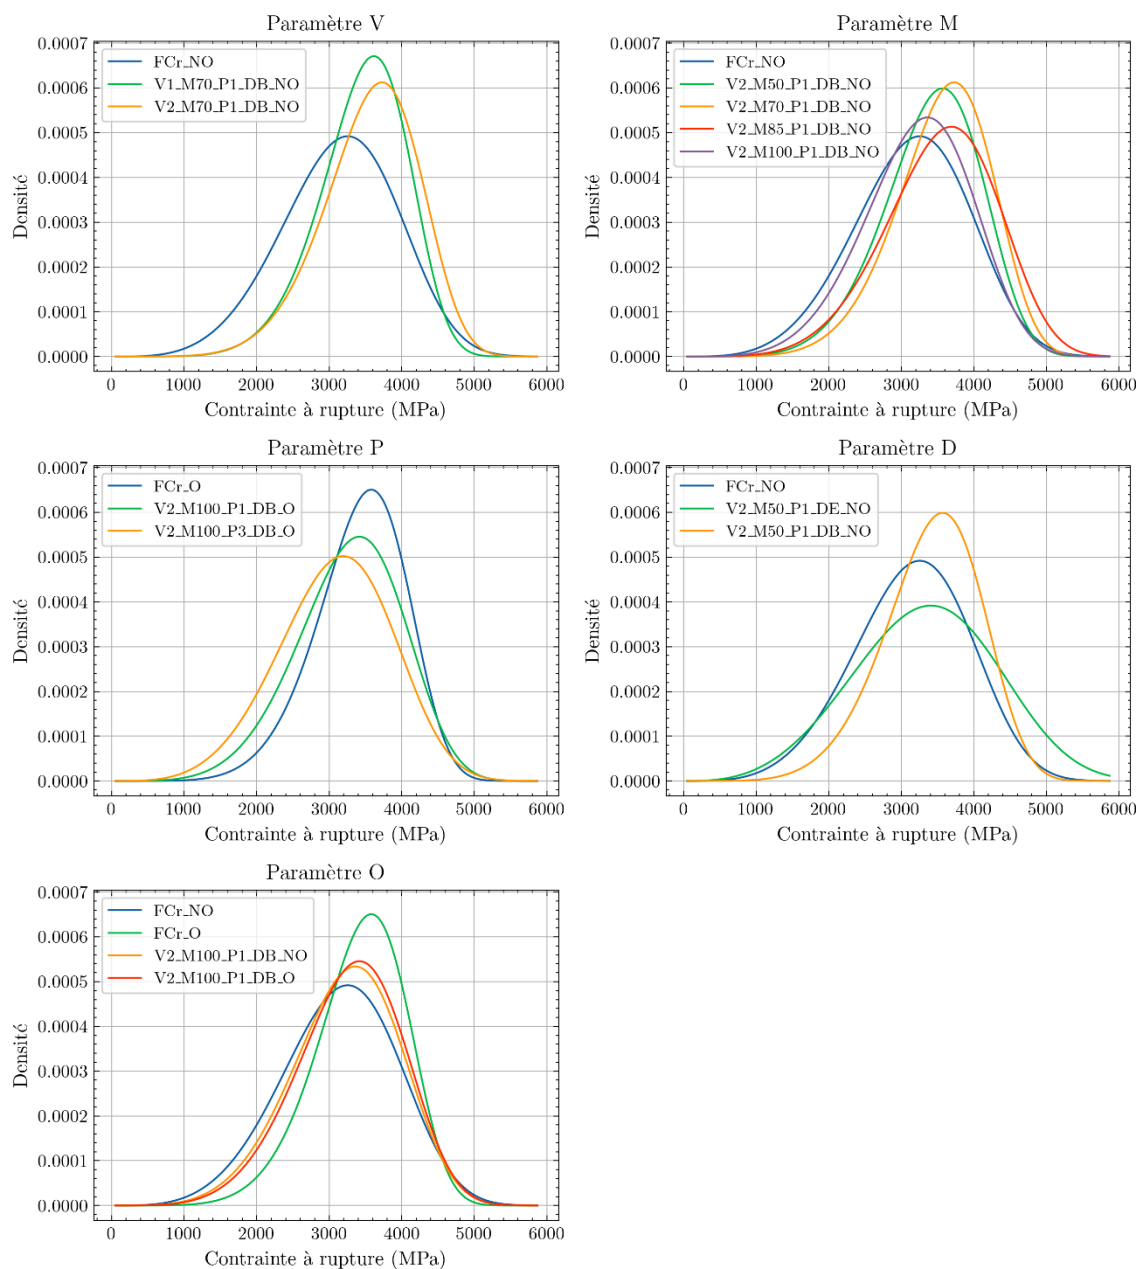 Paramètre V
0.0007
0.0006
0.0005
0.0004
0.0003
0.0002
0.0001
0.0000
Densité
FCr_NO
V1_M70_P1_DB_NO
V2_M70_P1_DB_NO
0 1000 2000 3000 4000 5000 6000
Contrainte à rupture (MPa)
Paramètre M
0.0007
0.0006
0.0005
0.0004
0.0003
0.0002
0.0001
0.0000
Densité
FCr_NO
V2_M50_P1_DB_NO
V2_M70_P1_DB_NO
V2_M85_P1_DB_NO
V2_M100_P1_DB_NO
0 1000 2000 3000 4000 5000 6000
Contrainte à rupture (MPa)
Paramètre P
0.0007
0.0006
0.0005
0.0004
0.0003
0.0002
0.0001
0.0000
Densité
FCr_O
V2_M100_P1_DB_O
V2_M100_P3_DB_O
0 1000 2000 3000 4000 5000 6000
Contrainte à rupture (MPa)
Paramètre D
0.0007
0.0006
0.0005
0.0004
0.0003
0.0002
0.0001
0.0000
Densité
FCr_NO
V2_M50_P1_DE_NO
V2_M50_P1_DB_NO
0 1000 2000 3000 4000 5000 6000
Contrainte à rupture (MPa)
Paramètre O
0.0007
0.0006
0.0005
0.0004
0.0003
0.0002
0.0001
0.0000
Densité
FCr_NO
FCr_O
V2_M100_P1_DB_NO
V2_M100_P1_DB_O
0 1000 2000 3000 4000 5000 6000
Contrainte à rupture (MPa)